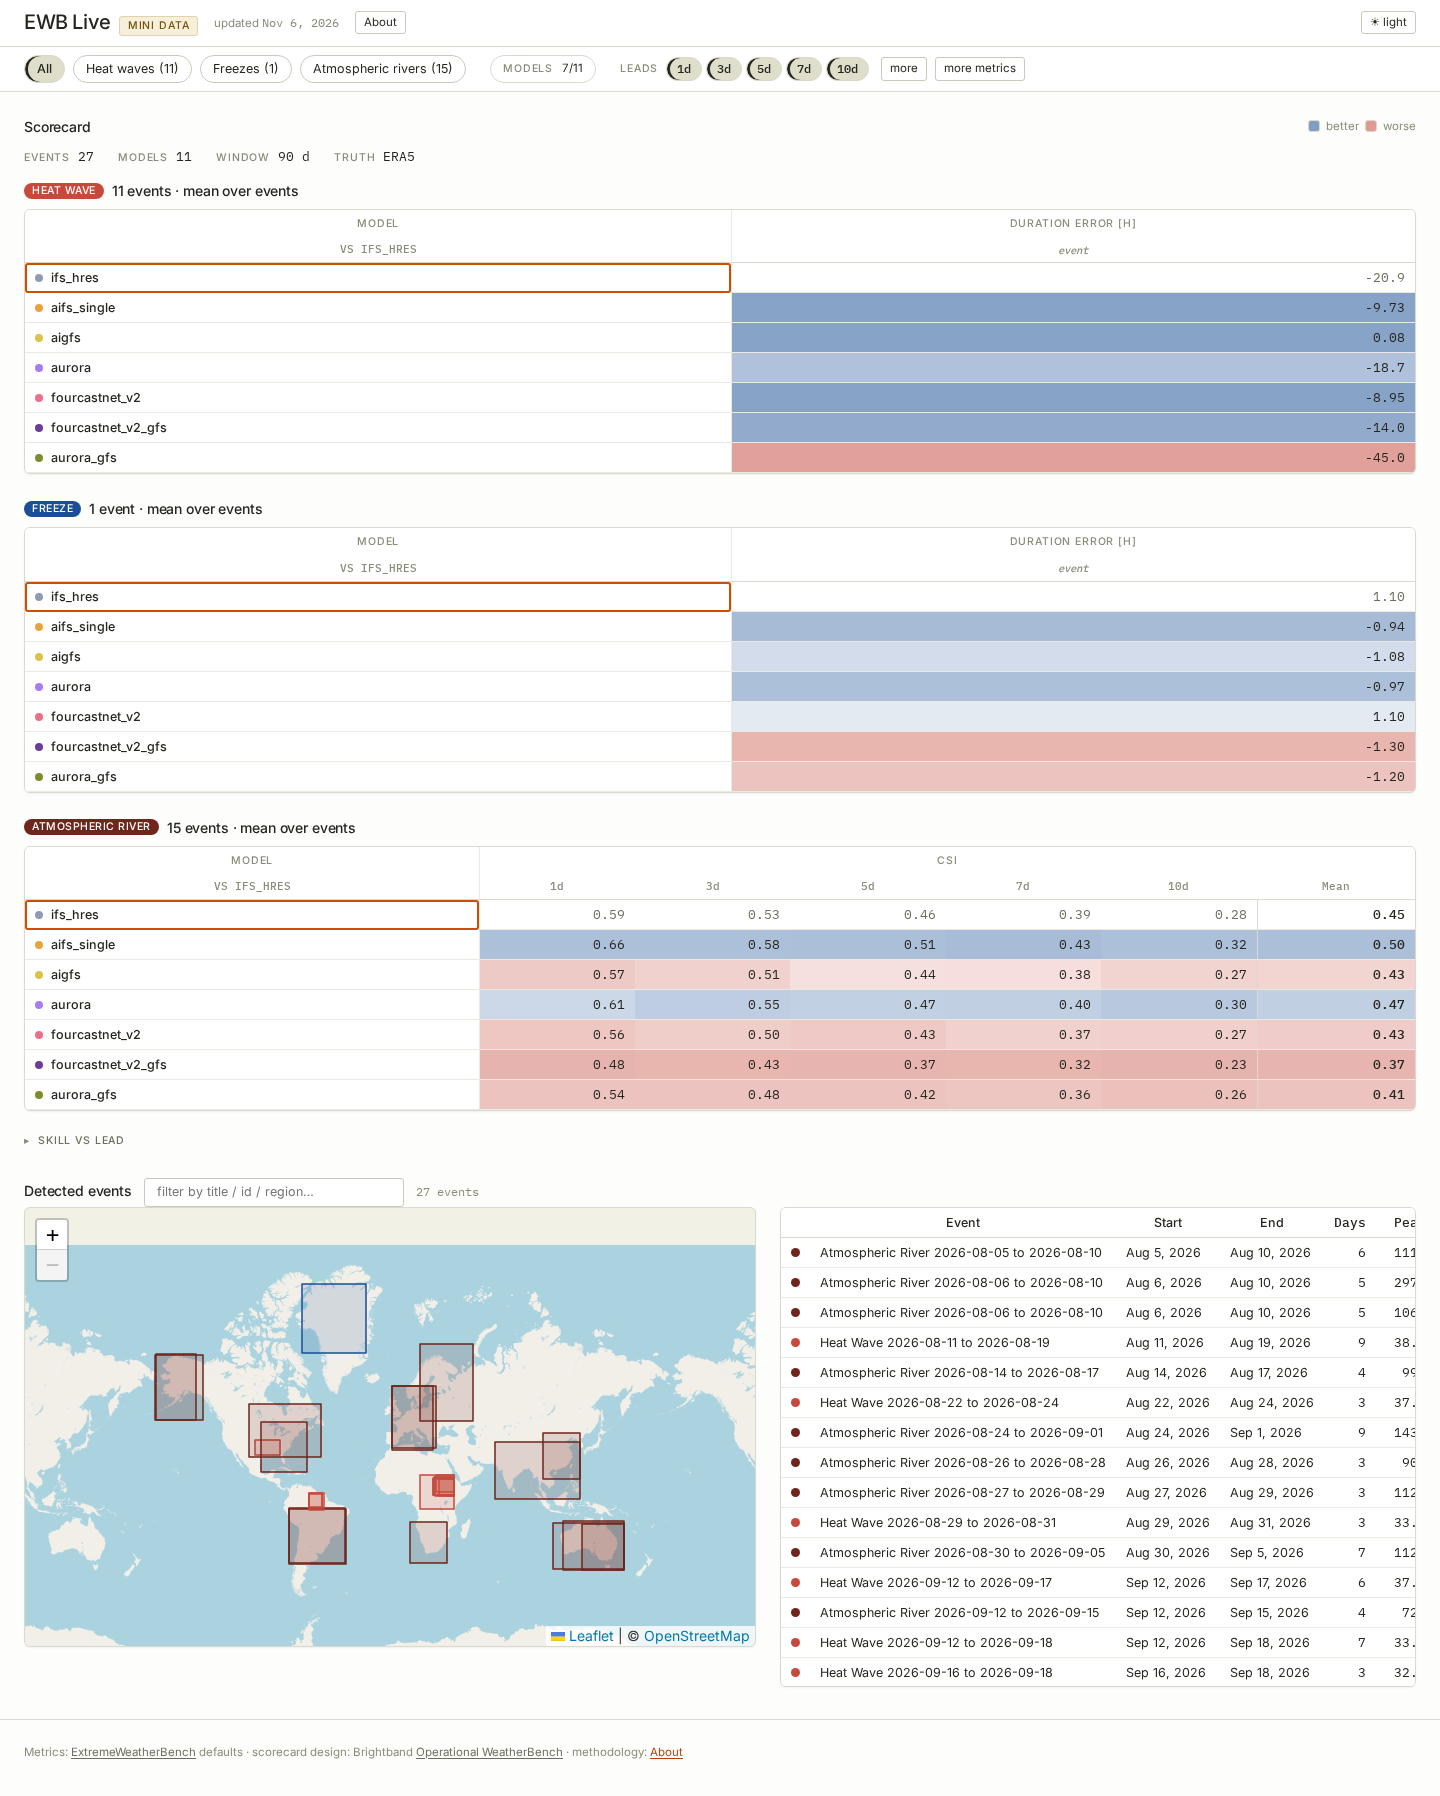 EWB Live MINI DATA updated Nov 6, 2026 About ☀ light
All Heat waves (11) Freezes (1) Atmospheric rivers (15) MODELS 7/11 LEADS 1d 3d 5d 7d 10d more more metrics
Scorecard better worse
EVENTS 27 MODELS 11 WINDOW 90 d TRUTH ERA5
HEAT WAVE 11 events · mean over events
MODEL DURATION ERROR [H]
VS IFS_HRES event
ifs_hres -20.9
aifs_single -9.73
aigfs 0.08
aurora -18.7
fourcastnet_v2 -8.95
fourcastnet_v2_gfs -14.0
aurora_gfs -45.0
FREEZE 1 event · mean over events
MODEL DURATION ERROR [H]
VS IFS_HRES event
ifs_hres 1.10
aifs_single -0.94
aigfs -1.08
aurora -0.97
fourcastnet_v2 1.10
fourcastnet_v2_gfs -1.30
aurora_gfs -1.20
ATMOSPHERIC RIVER 15 events · mean over events
MODEL CSI
VS IFS_HRES 1d 3d 5d 7d 10d Mean
ifs_hres 0.59 0.53 0.46 0.39 0.28 0.45
aifs_single 0.66 0.58 0.51 0.43 0.32 0.50
aigfs 0.57 0.51 0.44 0.38 0.27 0.43
aurora 0.61 0.55 0.47 0.40 0.30 0.47
fourcastnet_v2 0.56 0.50 0.43 0.37 0.27 0.43
fourcastnet_v2_gfs 0.48 0.43 0.37 0.32 0.23 0.37
aurora_gfs 0.54 0.48 0.42 0.36 0.26 0.41
▸ SKILL VS LEAD
Detected events filter by title / id / region... 27 events
+
−
Leaflet | © OpenStreetMap
Event Start End Days Pea
Atmospheric River 2026-08-05 to 2026-08-10 Aug 5, 2026 Aug 10, 2026 6 111
Atmospheric River 2026-08-06 to 2026-08-10 Aug 6, 2026 Aug 10, 2026 5 297
Atmospheric River 2026-08-06 to 2026-08-10 Aug 6, 2026 Aug 10, 2026 5 106
Heat Wave 2026-08-11 to 2026-08-19 Aug 11, 2026 Aug 19, 2026 9 38.
Atmospheric River 2026-08-14 to 2026-08-17 Aug 14, 2026 Aug 17, 2026 4 99
Heat Wave 2026-08-22 to 2026-08-24 Aug 22, 2026 Aug 24, 2026 3 37.
Atmospheric River 2026-08-24 to 2026-09-01 Aug 24, 2026 Sep 1, 2026 9 143
Atmospheric River 2026-08-26 to 2026-08-28 Aug 26, 2026 Aug 28, 2026 3 90
Atmospheric River 2026-08-27 to 2026-08-29 Aug 27, 2026 Aug 29, 2026 3 112
Heat Wave 2026-08-29 to 2026-08-31 Aug 29, 2026 Aug 31, 2026 3 33.
Atmospheric River 2026-08-30 to 2026-09-05 Aug 30, 2026 Sep 5, 2026 7 112
Heat Wave 2026-09-12 to 2026-09-17 Sep 12, 2026 Sep 17, 2026 6 37.
Atmospheric River 2026-09-12 to 2026-09-15 Sep 12, 2026 Sep 15, 2026 4 72
Heat Wave 2026-09-12 to 2026-09-18 Sep 12, 2026 Sep 18, 2026 7 33.
Heat Wave 2026-09-16 to 2026-09-18 Sep 16, 2026 Sep 18, 2026 3 32.
Metrics: ExtremeWeatherBench defaults · scorecard design: Brightband Operational WeatherBench · methodology: About